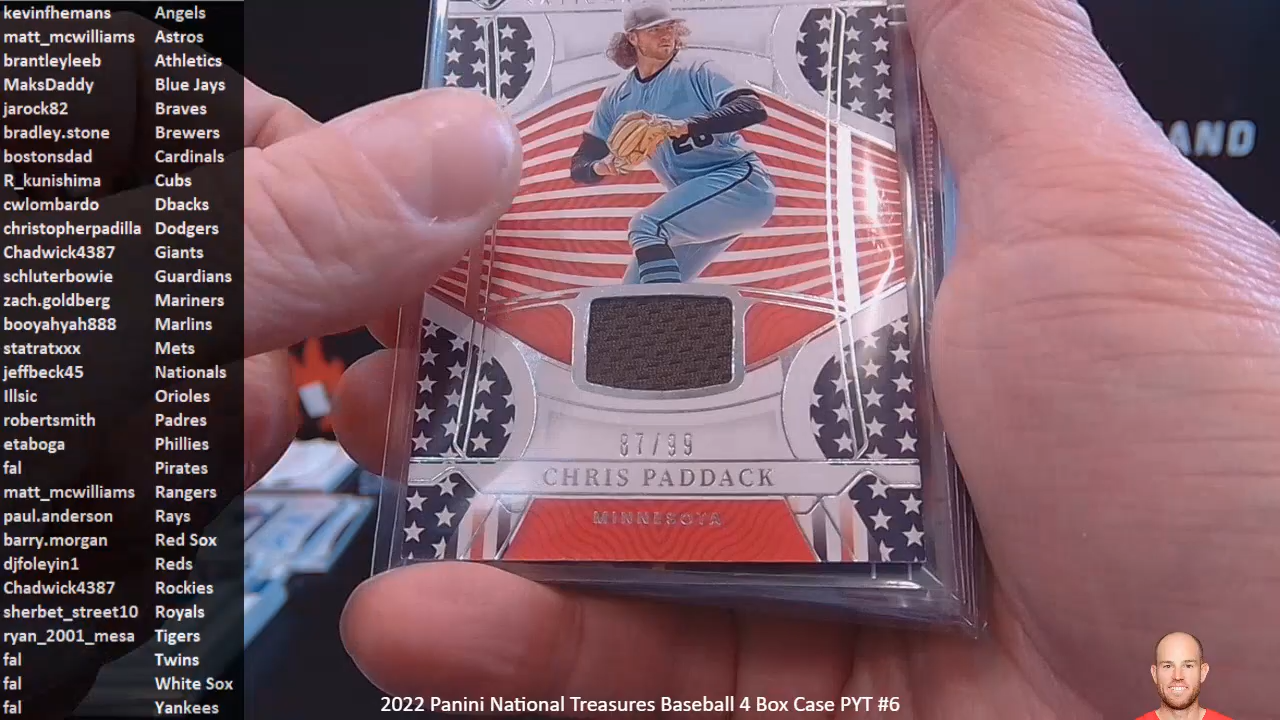 kevinfhemans Angels
matt_mcwilliams Astros
brantleyleeb Athletics
MaksDaddy Blue Jays
jarock82 Braves
bradley.stone Brewers
bostonsdad Cardinals
R_kunishima Cubs
cwlombardo Dbacks
christopherpadilla Dodgers
Chadwick4387 Giants
schluterbowie Guardians
zach.goldberg Mariners
booyahyah888 Marlins
statratxxx Mets
jeffbeck45 Nationals
Illsic Orioles
robertsmith Padres
etaboga Phillies
fal Pirates
matt_mcwilliams Rangers
paul.anderson Rays
barry.morgan Red Sox
djfoleyin1 Reds
Chadwick4387 Rockies
sherbet_street10 Royals
ryan_2001_mesa Tigers
fal Twins
fal White Sox
fal Yankees
87/99
CHRIS PADDACK
MINNESOTA
2022 Panini National Treasures Baseball 4 Box Case PYT #6